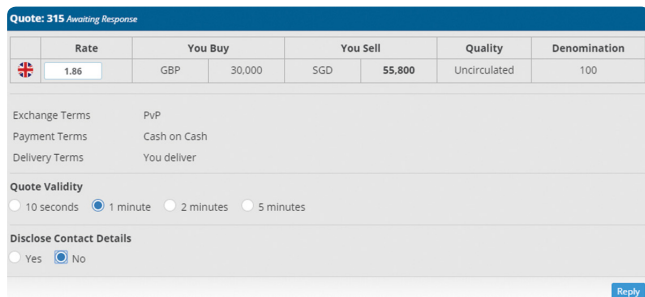 Quote: 315 Awaiting Response
Rate You Buy You Sell Quality Denomination
1.86 GBP 30,000 SGD 55,800 Uncirculated 100
Exchange Terms PvP
Payment Terms Cash on Cash
Delivery Terms You deliver
Quote Validity
10 seconds 1 minute 2 minutes 5 minutes
Disclose Contact Details
Yes No
Reply